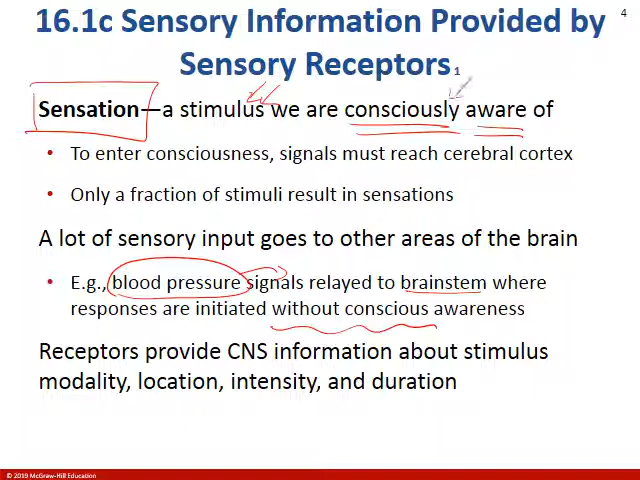 4
16.1c Sensory Information Provided by
Sensory Receptors 1
Sensation—a stimulus we are consciously aware of
• To enter consciousness, signals must reach cerebral cortex
• Only a fraction of stimuli result in sensations
A lot of sensory input goes to other areas of the brain
• E.g., blood pressure signals relayed to brainstem where
responses are initiated without conscious awareness
Receptors provide CNS information about stimulus
modality, location, intensity, and duration
© 2019 McGraw-Hill Education